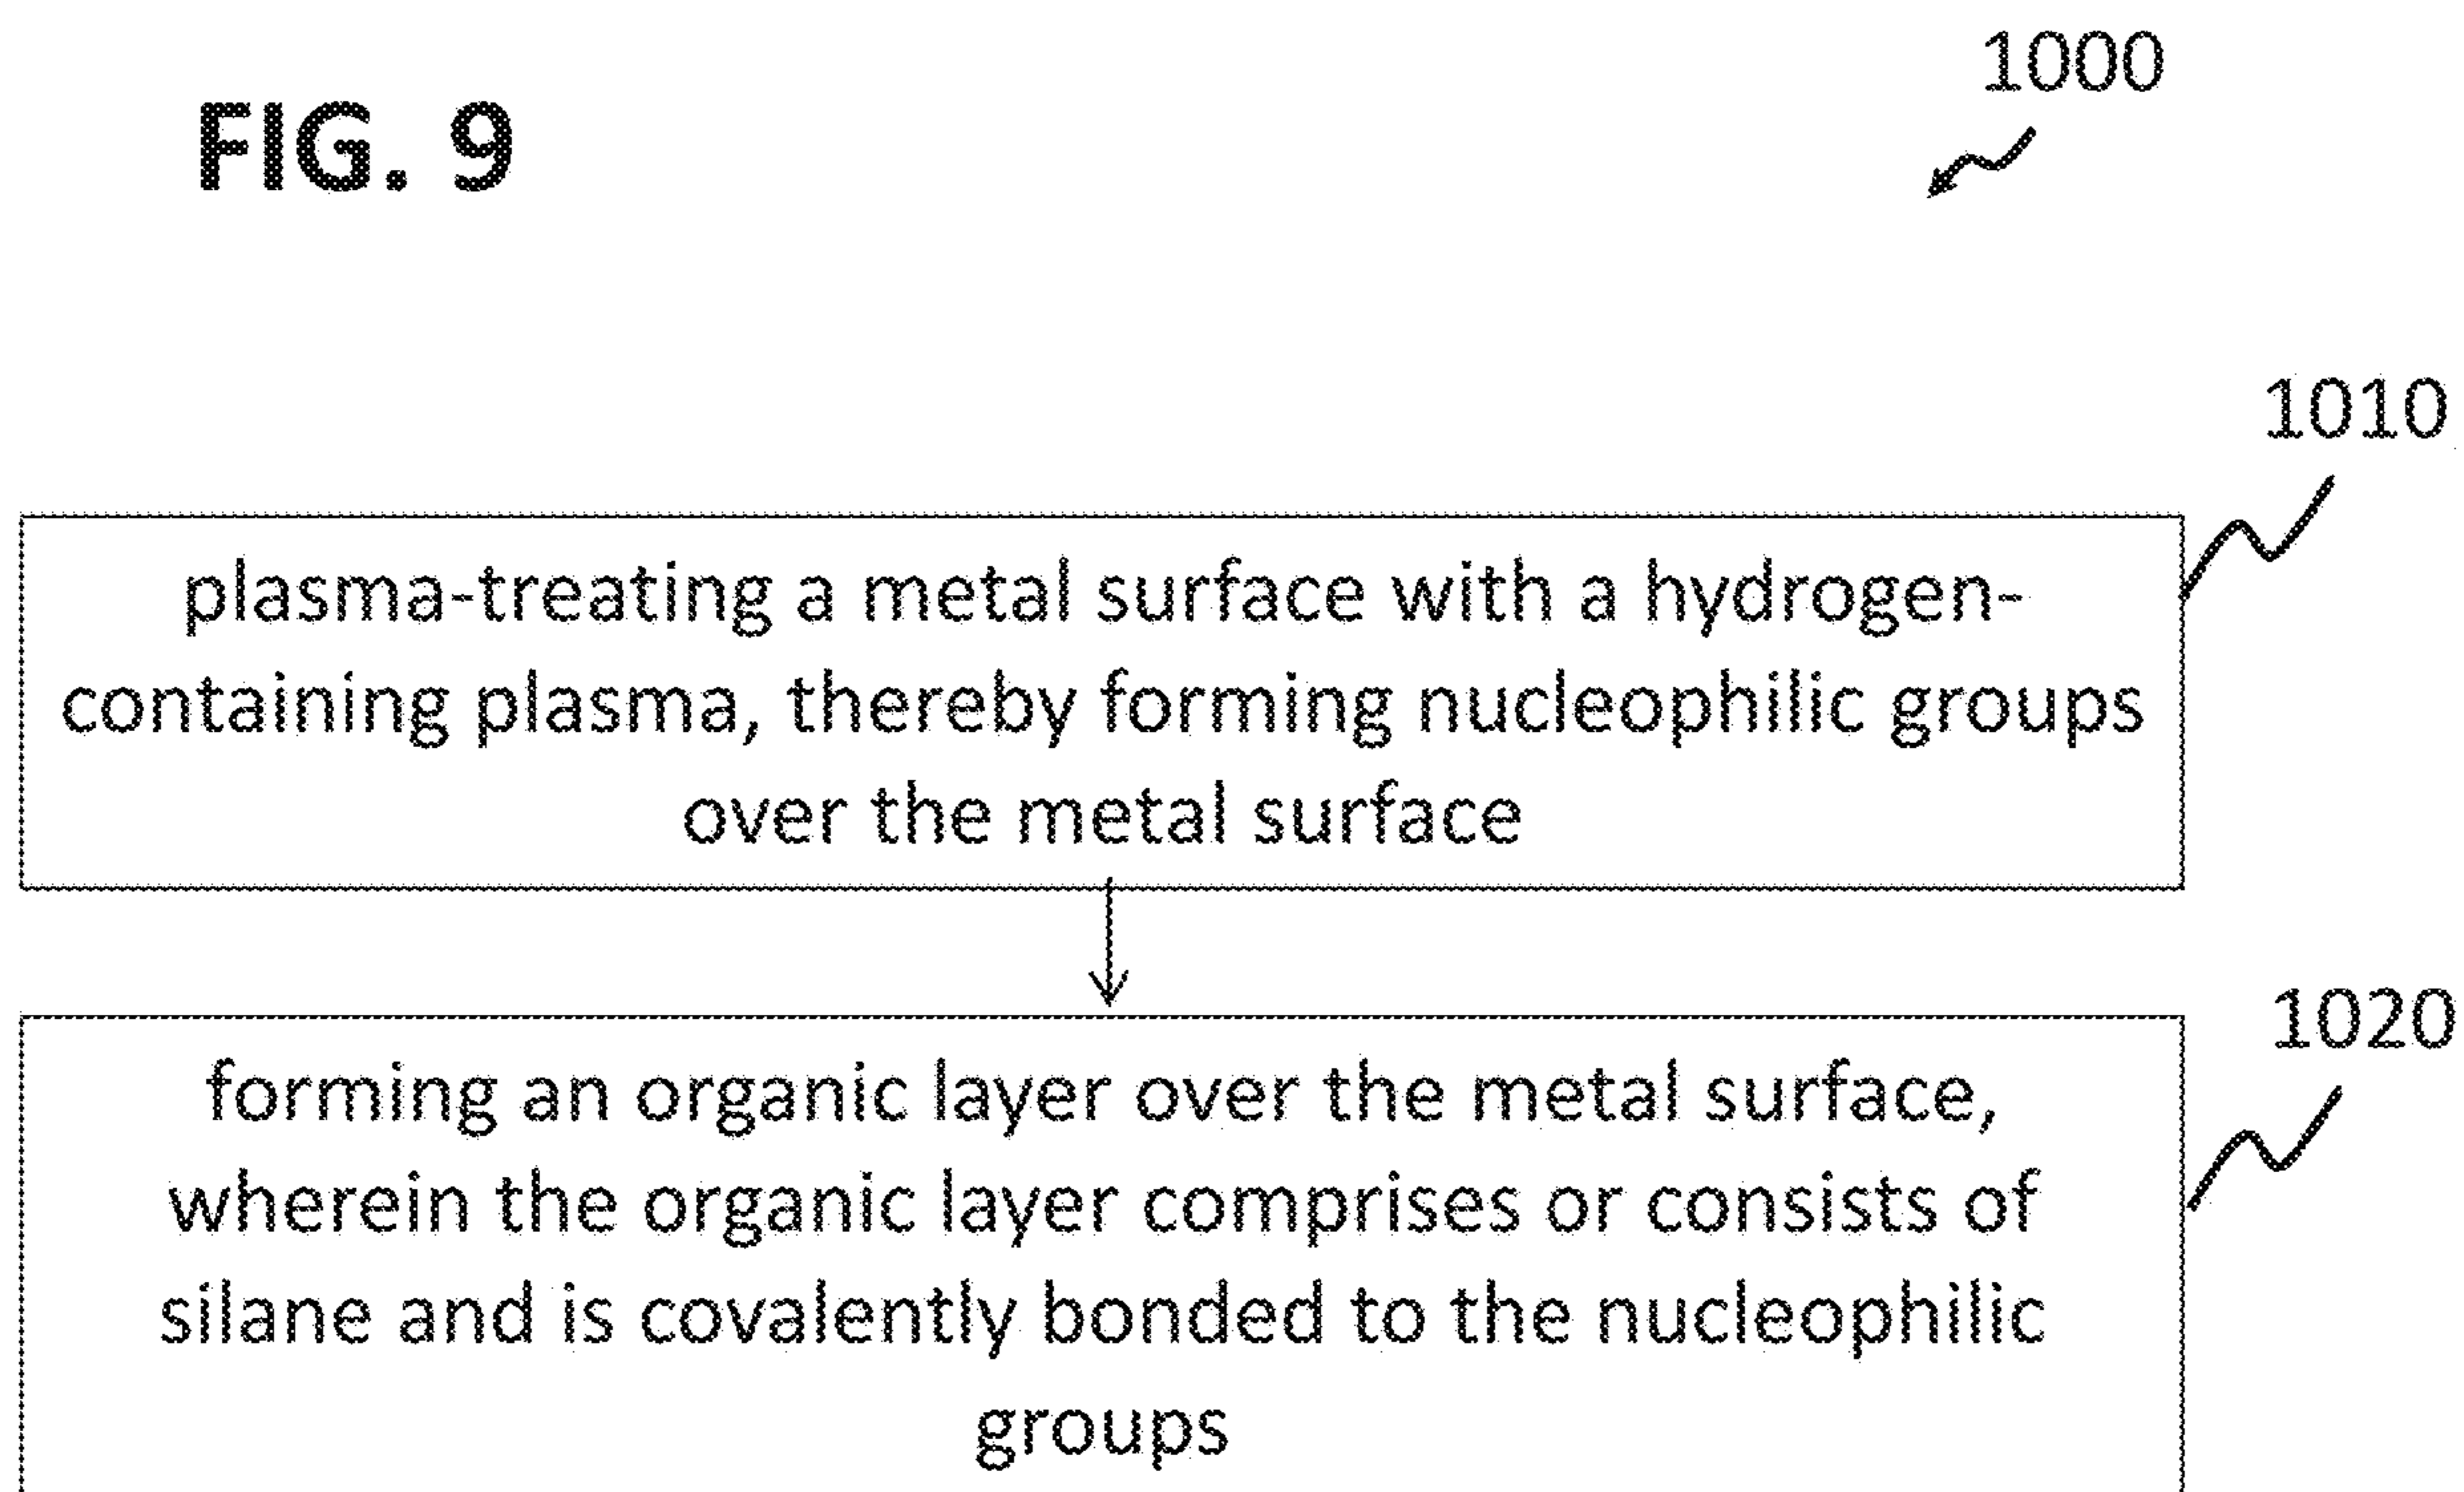 1000
FIG. 9
1010
plasma-treating a metal surface with a hydrogen-
containing plasma, thereby forming nucleophilic groups
over the metal surface
1020
forming an organic layer over the metal surface,
wherein the organic layer comprises or consists of
silane and is covalently bonded to the nucleophilic
groups